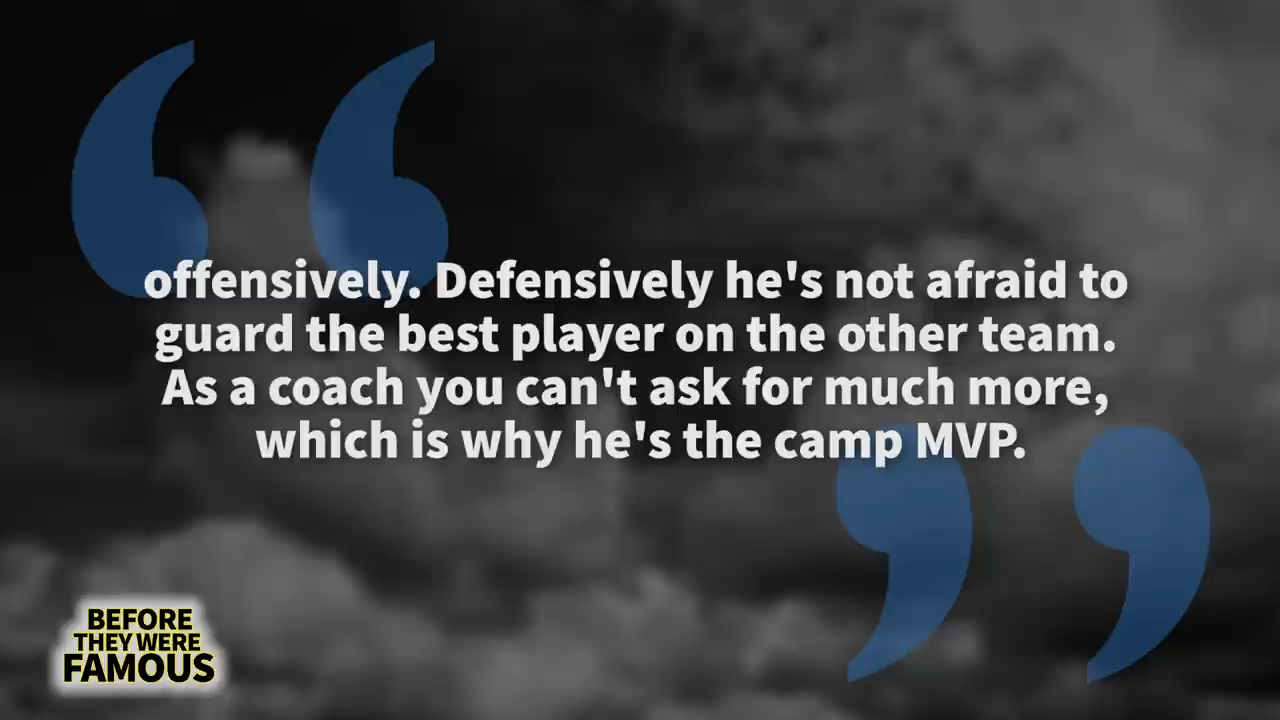 offensively. Defensively he's not afraid to
guard the best player on the other team.
As a coach you can't ask for much more,
which is why he's the camp MVP.
BEFORE
THEY WERE
FAMOUS